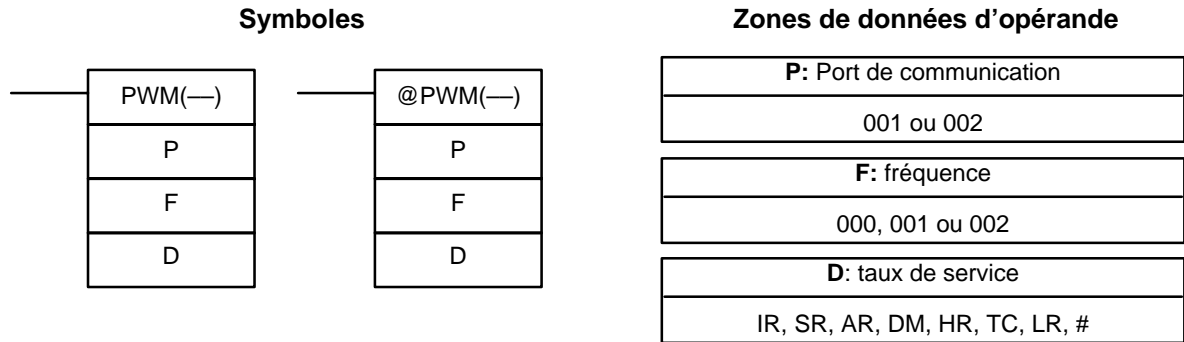 Symboles
PWM(––)
P
F
D
@PWM(––)
P
F
D
Zones de données d’opérande
P: Port de communication
001 ou 002
F: fréquence
000, 001 ou 002
D: taux de service
IR, SR, AR, DM, HR, TC, LR, #